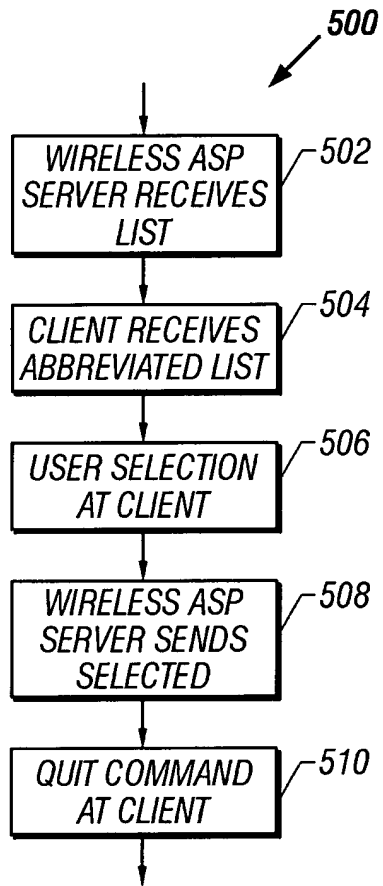 500
WIRELESS ASP
SERVER RECEIVES
LIST
502
CLIENT RECEIVES
ABBREVIATED LIST
504
USER SELECTION
AT CLIENT
506
WIRELESS ASP
SERVER SENDS
SELECTED
508
QUIT COMMAND
AT CLIENT
510